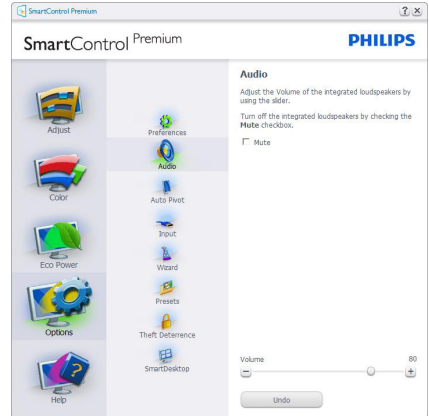 SmartControl Premium
SmartControl Premium
PHILIPS
Adjust
Color
Eco Power
Options
Help
Preferences
Audio
Auto Pivot
Input
Wizard
Presets
Theft Deterrence
SmartDesktop
Audio
Adjust the Volume of the integrated loudspeakers by
using the slider.
Turn off the integrated loudspeakers by checking the
Mute checkbox.
Mute
Volume 80
Undo